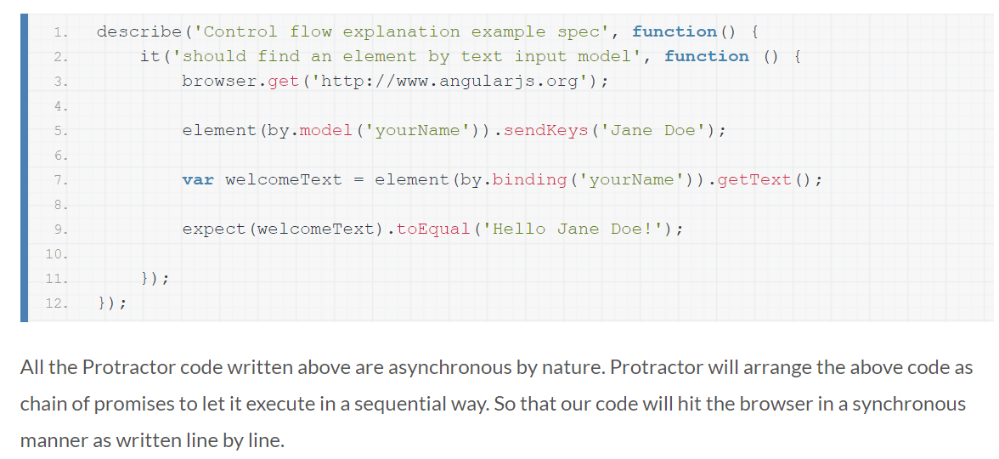 1. describe('Control flow explanation example spec', function() {
2. it('should find an element by text input model', function () {
3. browser.get('http://www.angularjs.org');
4.
5. element(by.model('yourName')).sendKeys('Jane Doe');
6.
7. var welcomeText = element(by.binding('yourName')).getText();
8.
9. expect(welcomeText).toEqual('Hello Jane Doe!');
10.
11. });
12. });
All the Protractor code written above are asynchronous by nature. Protractor will arrange the above code as
chain of promises to let it execute in a sequential way. So that our code will hit the browser in a synchronous
manner as written line by line.